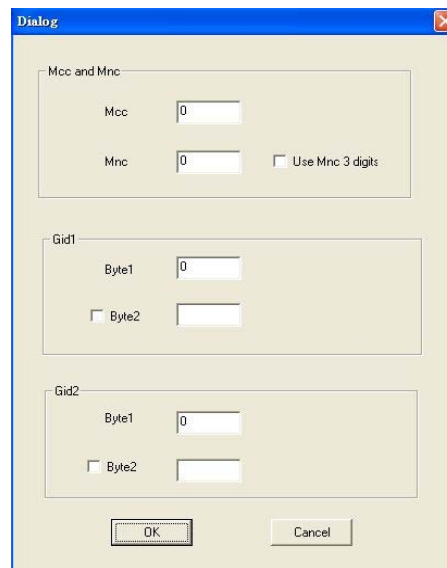 Dialog
Mcc and Mnc
Mcc 0
Mnc 0 Use Mnc 3 digits
Gid1
Byte1 0
Byte2
Gid2
Byte1 0
Byte2
OK Cancel